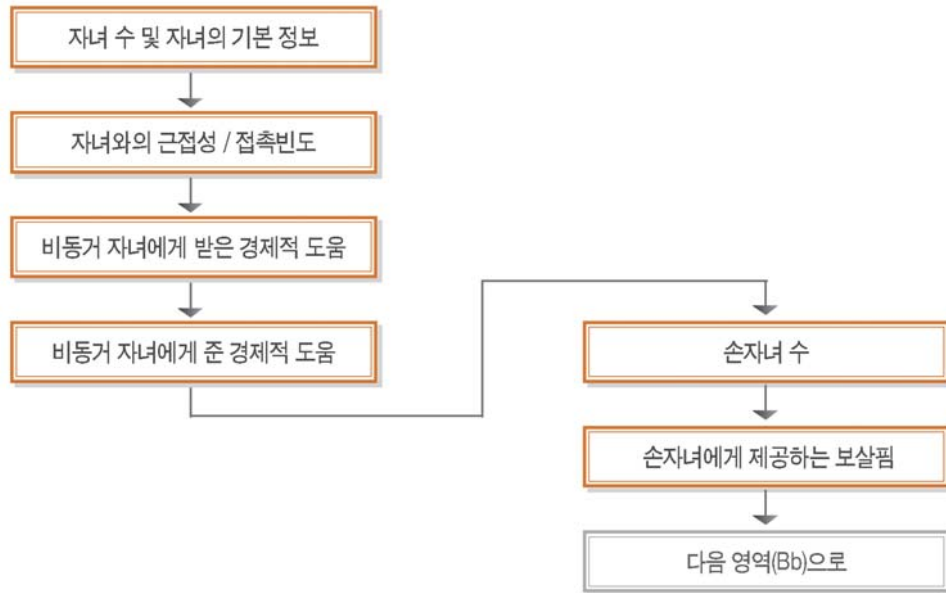 자녀 수 및 자녀의 기본 정보
자녀와의 근접성 / 접촉빈도
비동거 자녀에게 받은 경제적 도움
비동거 자녀에게 준 경제적 도움
손자녀 수
손자녀에게 제공하는 보살핌
다음 영역(Bb)으로